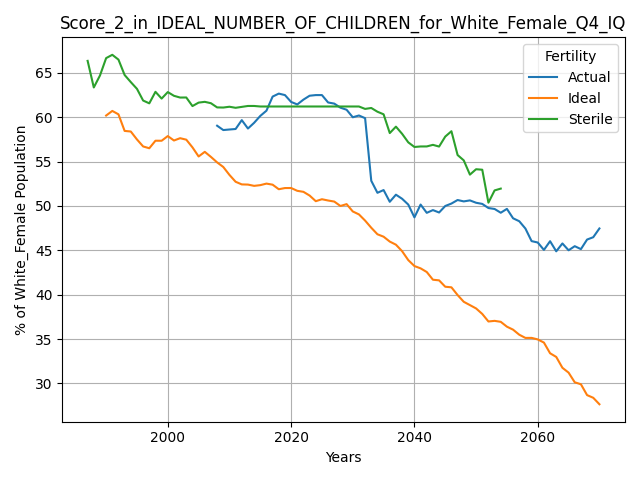 Score_2_in_IDEAL_NUMBER_OF_CHILDREN_for_White_Female_Q4_IQ
% of White_Female Population
65
60
55
50
45
40
35
30
Fertility
Actual
Ideal
Sterile
2000 2020 2040 2060
Years